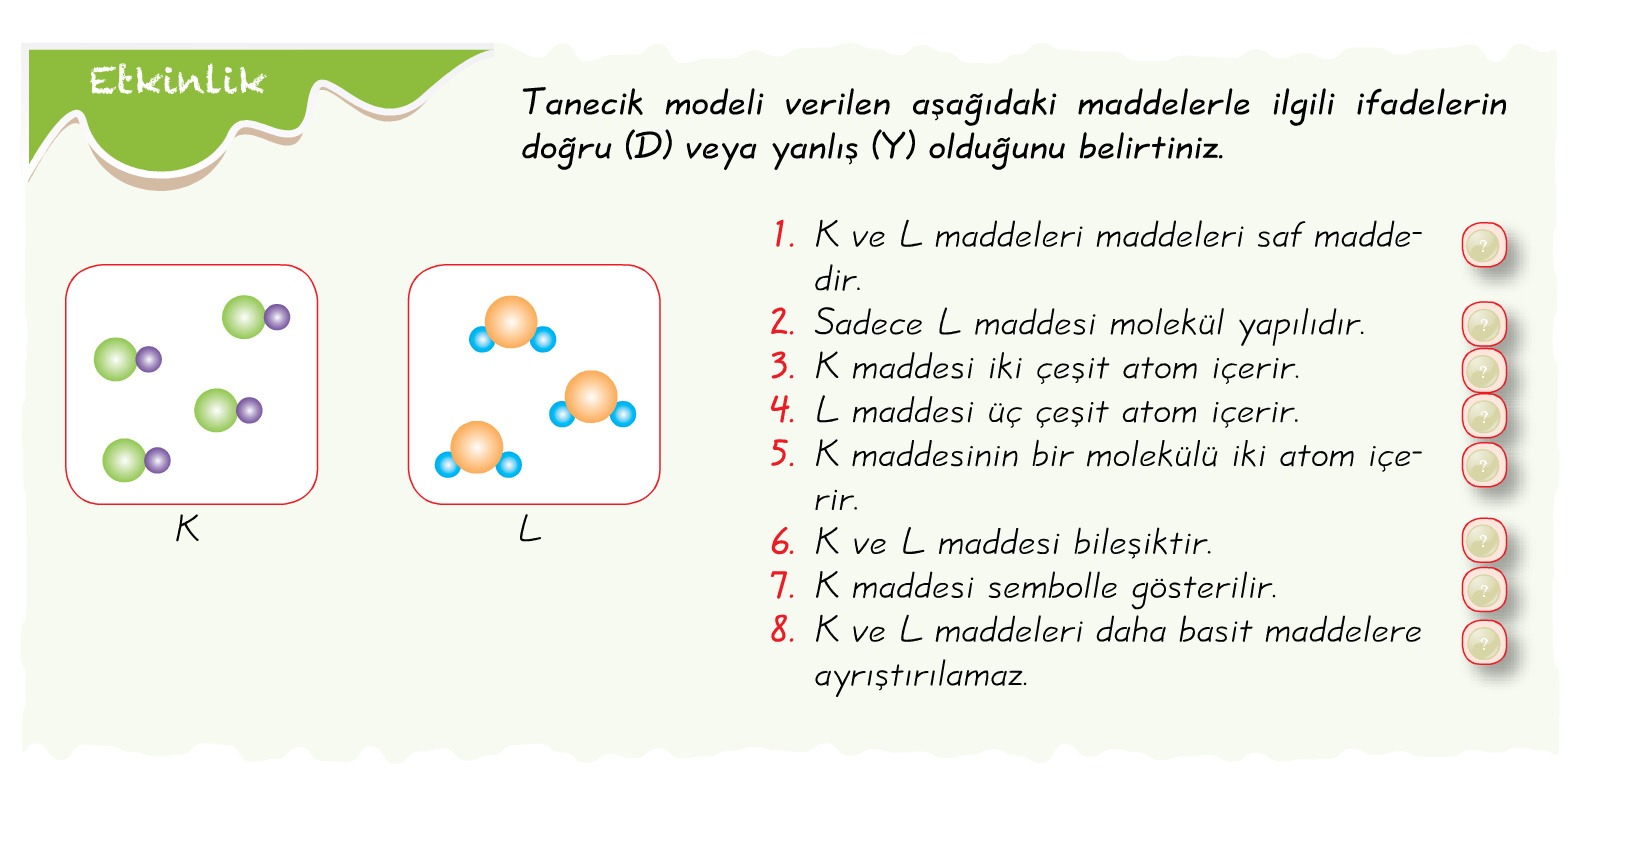 Etkinlik
Tanecik modeli verilen aşağıdaki maddelerle ilgili ifadelerin
doğru (D) veya yanlış (Y) olduğunu belirtiniz.
K
L
1. K ve L maddeleri maddeleri saf madde-
dir.
?
2. Sadece L maddesi molekül yapılıdır.
?
3. K maddesi iki çeşit atom içerir.
?
4. L maddesi üç çeşit atom içerir.
?
5. K maddesinin bir molekülü iki atom içe-
rir.
?
6. K ve L maddesi bileşiktir.
?
7. K maddesi sembolle gösterilir.
?
8. K ve L maddeleri daha basit maddelere
ayrıştırılamaz.
?